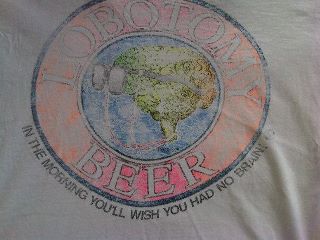 LOBOTOMY
BEER
IN THE MORNING YOU'LL WISH YOU HAD NO BRAIN!